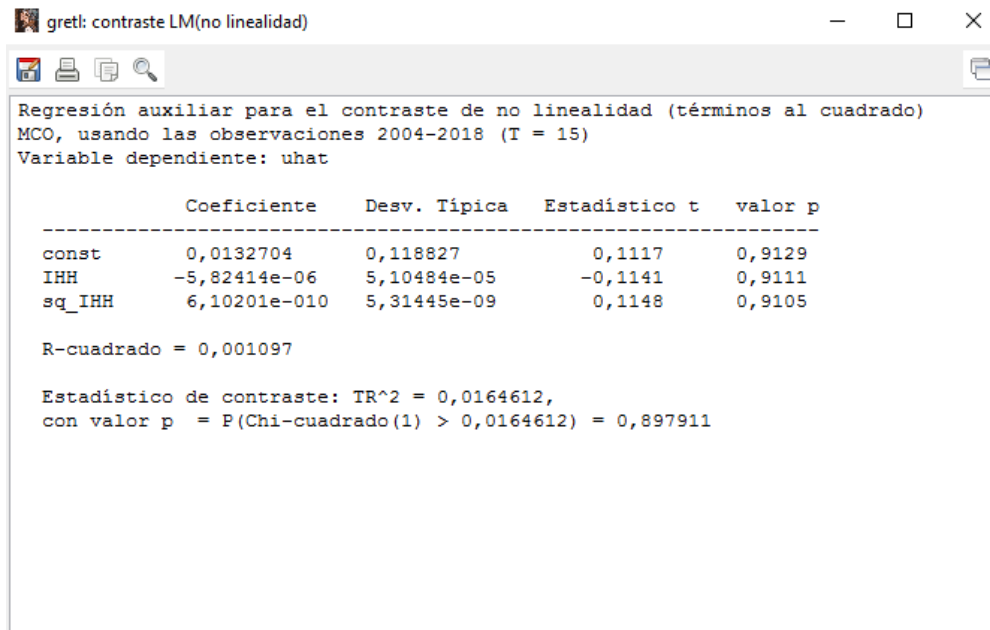 gretl: contraste LM(no linealidad)
Regresión auxiliar para el contraste de no linealidad (términos al cuadrado)
MCO, usando las observaciones 2004-2018 (T = 15)
Variable dependiente: uhat
Coeficiente Desv. Típica Estadístico t valor p
const 0,0132704 0,118827 0,1117 0,9129
IHH -5,82414e-06 5,10484e-05 -0,1141 0,9111
sq_IHH 6,10201e-010 5,31445e-09 0,1148 0,9105
R-cuadrado = 0,001097
Estadístico de contraste: TR^2 = 0,0164612,
con valor p = P(Chi-cuadrado(1) > 0,0164612) = 0,897911